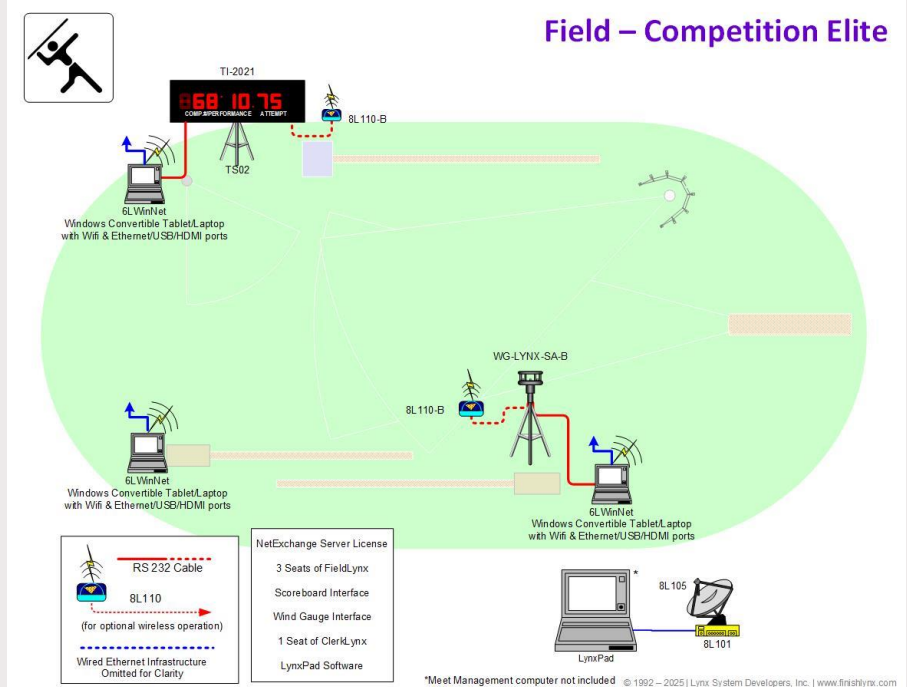 Field – Competition Elite
TI-2021
68 10.75
COMP.#/PERFORMANCE ATTEMPT
8L110-B
TS02
6LWinNet
Windows Convertible Tablet/Laptop
with Wifi & Ethernet/USB/HDMI ports
WG-LYNX-SA-B
8L110-B
6LWinNet
Windows Convertible Tablet/Laptop
with Wifi & Ethernet/USB/HDMI ports
6LWinNet
Windows Convertible Tablet/Laptop
with Wifi & Ethernet/USB/HDMI ports
RS 232 Cable
8L110
(for optional wireless operation)
Wired Ethernet Infrastructure
Omitted for Clarity
NetExchange Server License
3 Seats of FieldLynx
Scoreboard Interface
Wind Gauge Interface
1 Seat of ClerkLynx
LynxPad Software
*
8L105
8L101
LynxPad
*Meet Management computer not included
© 1992 – 2025 | Lynx System Developers, Inc. | www.finishlynx.com